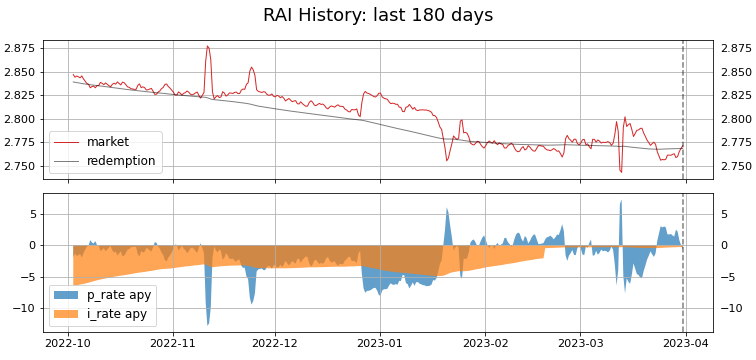 RAI History: last 180 days
2.875 2.875
2.850 2.850
2.825 2.825
2.800 2.800
2.775 2.775
2.750 2.750
market
redemption
5 5
0 0
−5 −5
−10 −10
p_rate apy
i_rate apy
2022-10 2022-11 2022-12 2023-01 2023-02 2023-03 2023-04